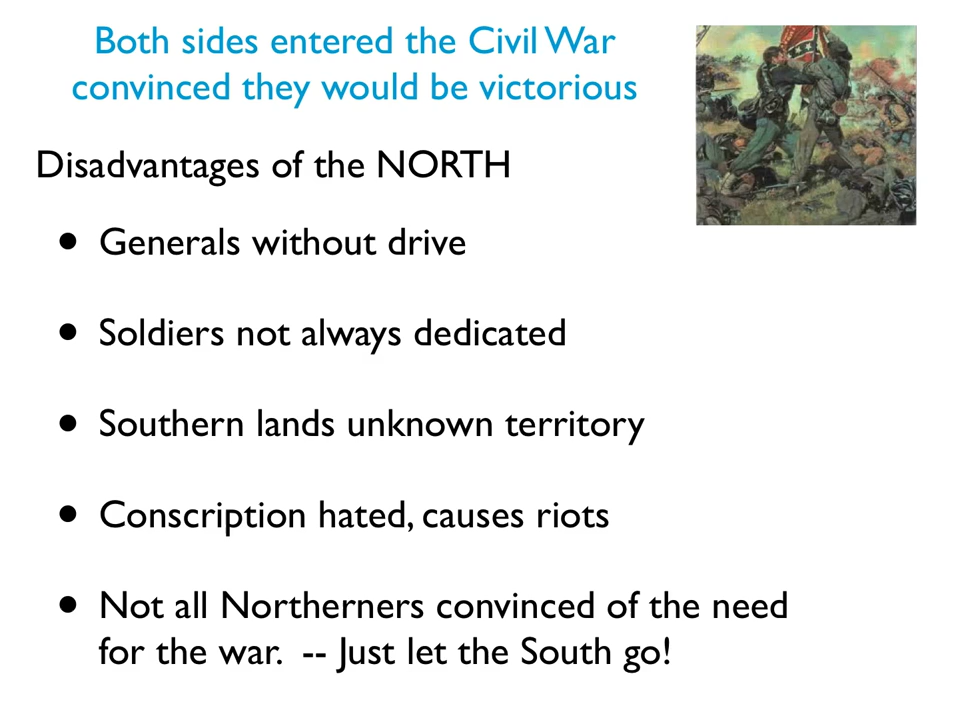 Both sides entered the Civil War
convinced they would be victorious
Disadvantages of the NORTH
• Generals without drive
• Soldiers not always dedicated
• Southern lands unknown territory
• Conscription hated, causes riots
• Not all Northerners convinced of the need
for the war.  -- Just let the South go!